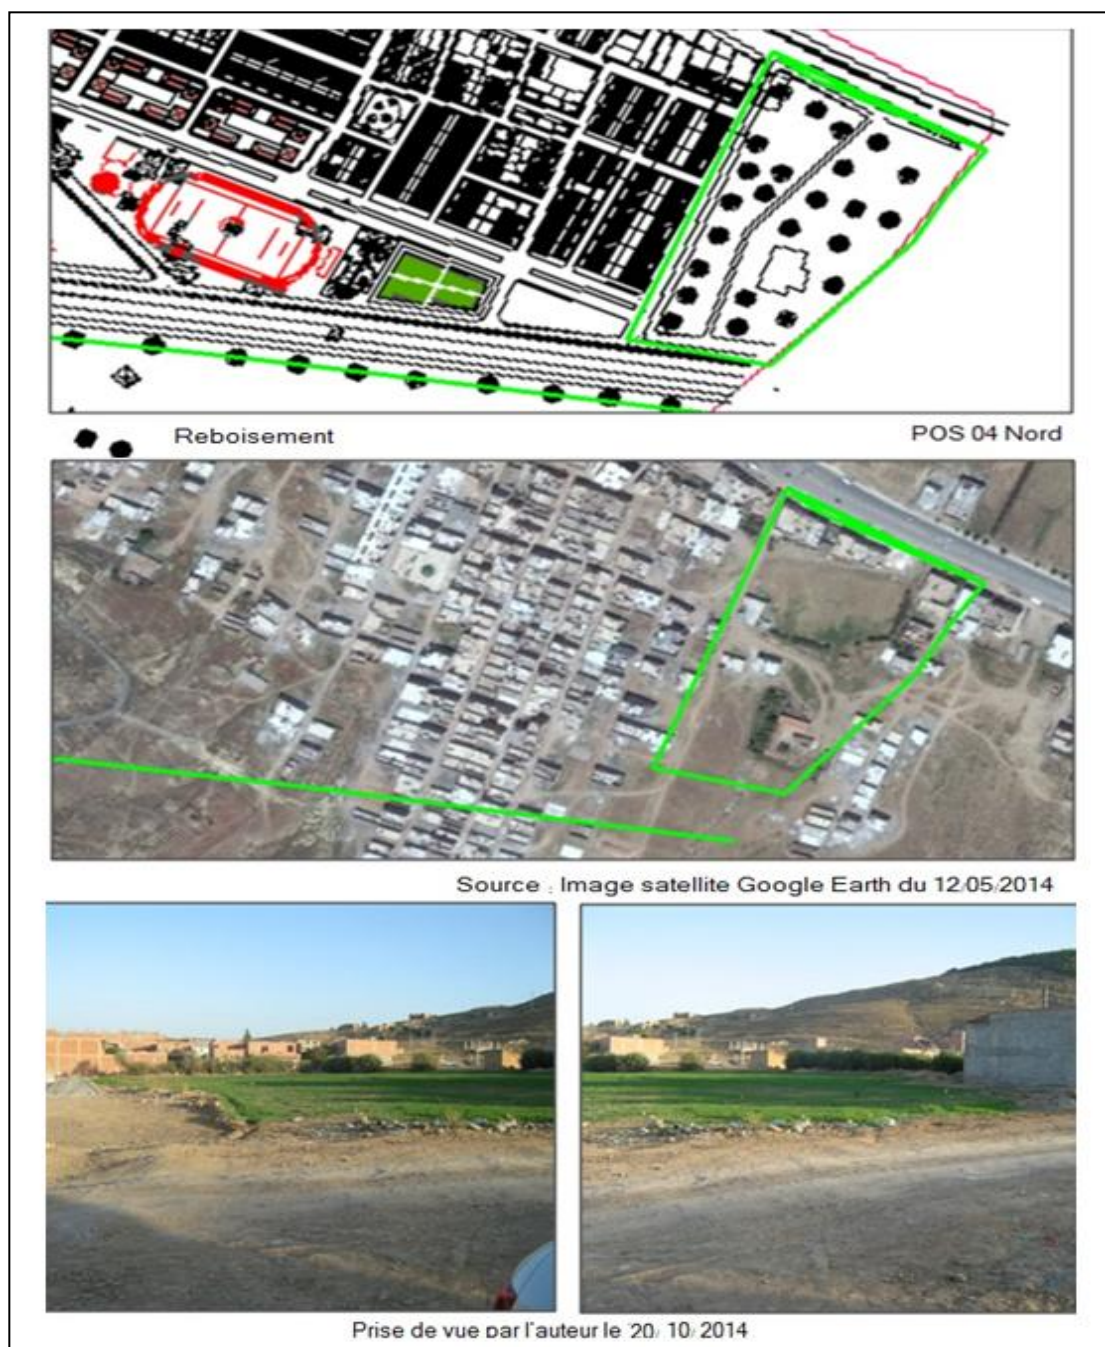 Reboisement
POS 04 Nord
Source : Image satellite Google Earth du 12/05/2014
Prise de vue par l'auteur le 20/ 10/ 2014